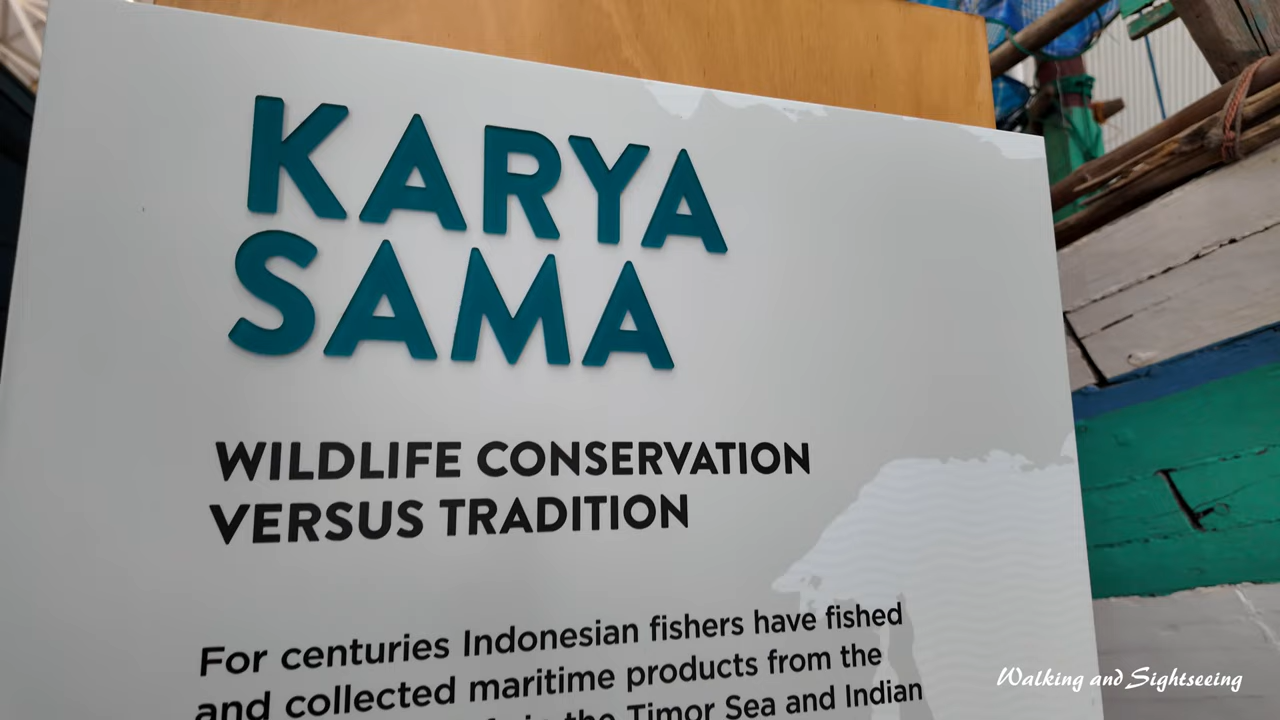 KARYA
SAMA
WILDLIFE CONSERVATION
VERSUS TRADITION
For centuries Indonesian fishers have fished
and collected maritime products from the
in the Timor Sea and Indian
Walking and Sightseeing